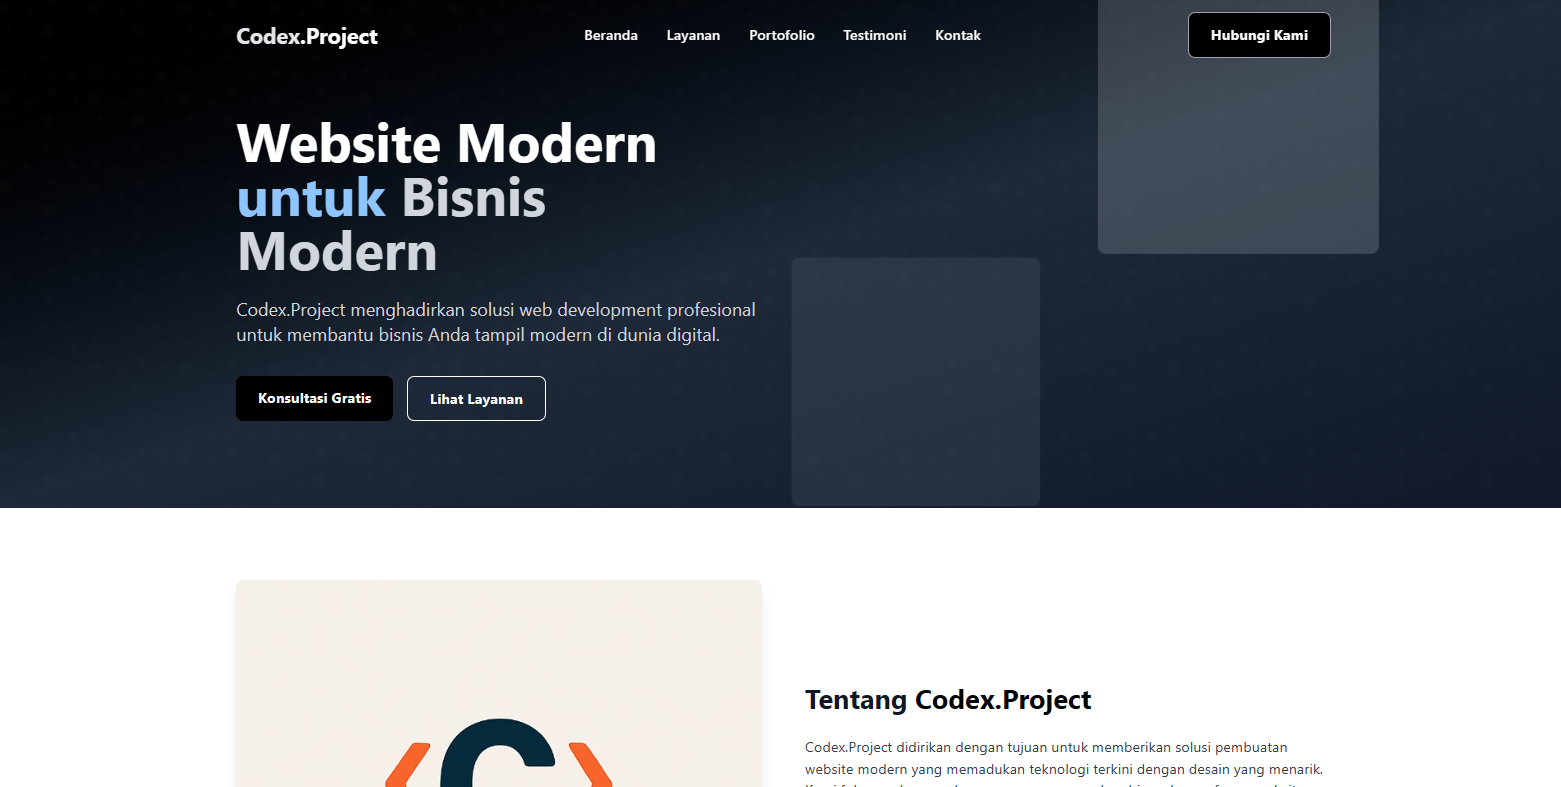 Codex.Project
Beranda Layanan Portofolio Testimoni Kontak
Hubungi Kami
Website Modern
untuk Bisnis
Modern
Codex.Project menghadirkan solusi web development profesional
untuk membantu bisnis Anda tampil modern di dunia digital.
Konsultasi Gratis
Lihat Layanan
C
Tentang Codex.Project
Codex.Project didirikan dengan tujuan untuk memberikan solusi pembuatan
website modern yang memadukan teknologi terkini dengan desain yang menarik.